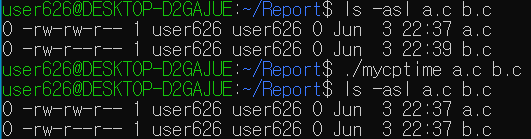 user626@DESKTOP-D2GAJUE:~/Report$ ls -asl a.c b.c
0 -rw-rw-r-- 1 user626 user626 0 Jun  3 22:37 a.c
0 -rw-rw-r-- 1 user626 user626 0 Jun  3 22:39 b.c
user626@DESKTOP-D2GAJUE:~/Report$ ./mycptime a.c b.c
user626@DESKTOP-D2GAJUE:~/Report$ ls -asl a.c b.c
0 -rw-rw-r-- 1 user626 user626 0 Jun  3 22:37 a.c
0 -rw-rw-r-- 1 user626 user626 0 Jun  3 22:37 b.c